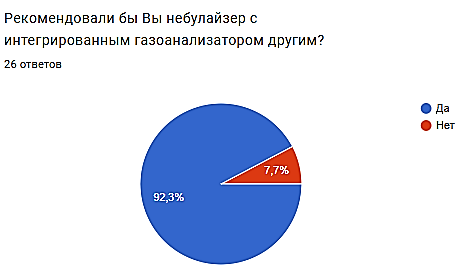 Рекомендовали бы Вы небулайзер с
интегрированным газоанализатором другим?
26 ответов
Да
Нет
7,7%
92,3%